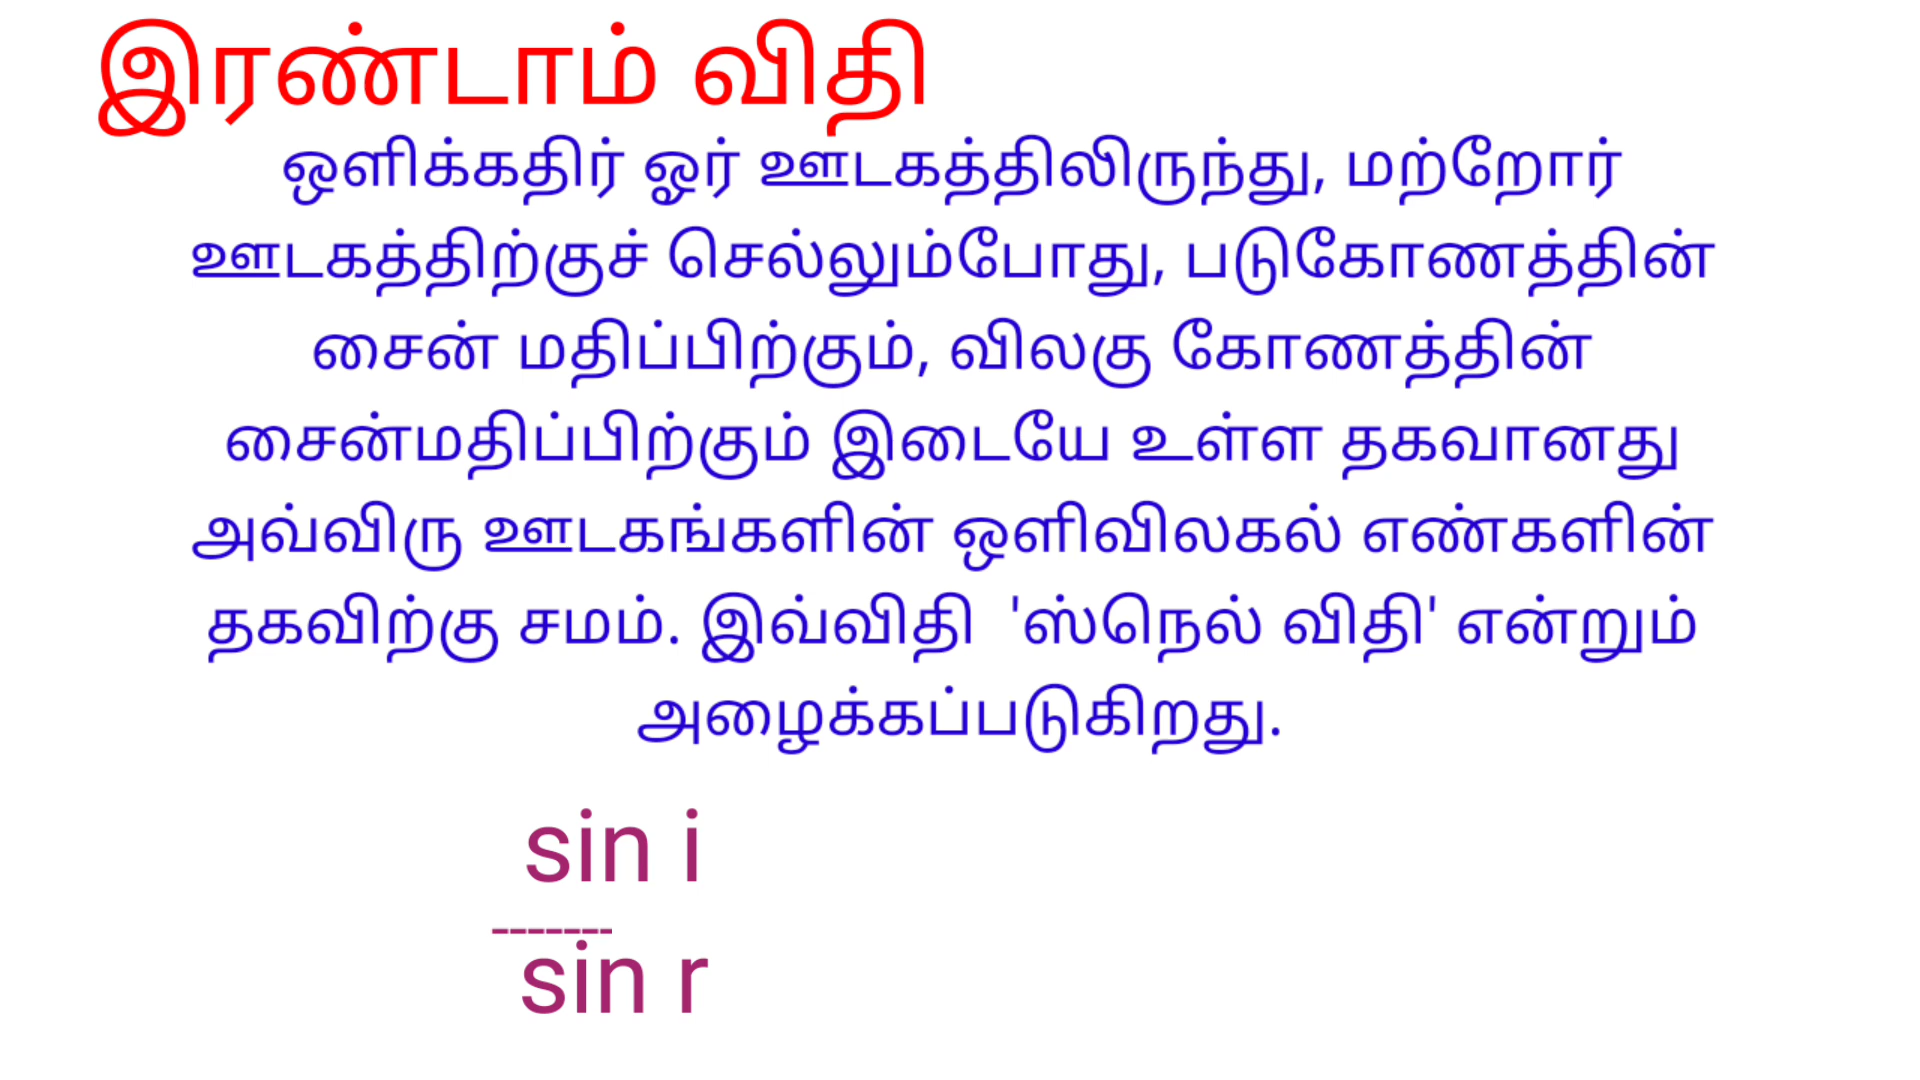 இரண்டாம் விதி
ஒளிக்கதிர் ஓர் ஊடகத்திலிருந்து, மற்றோர்
ஊடகத்திற்குச் செல்லும்போது, படுகோணத்தின்
சைன் மதிப்பிற்கும், விலகு கோணத்தின்
சைன்மதிப்பிற்கும் இடையே உள்ள தகவானது
அவ்விரு ஊடகங்களின் ஒளிவிலகல் எண்களின்
தகவிற்கு சமம். இவ்விதி 'ஸ்நெல் விதி' என்றும்
அழைக்கப்படுகிறது.
sin i
-------
sin r